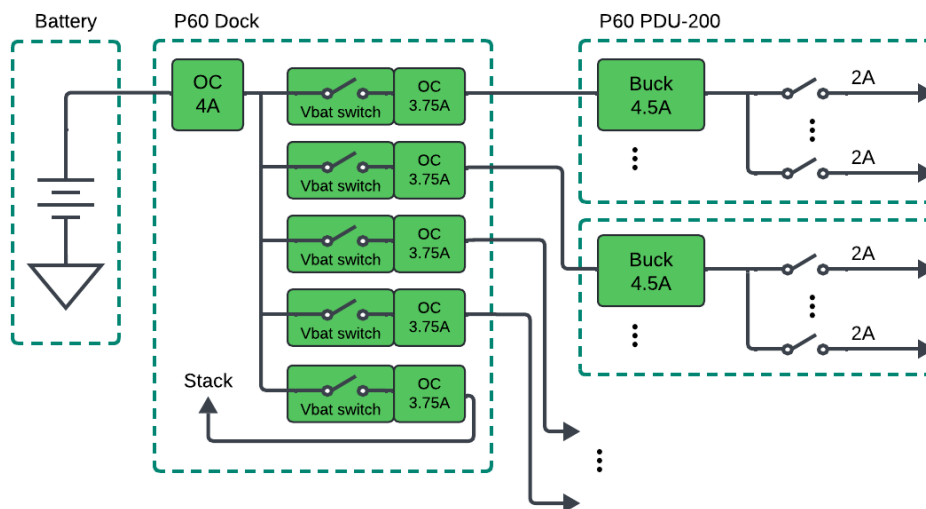 Battery
P60 Dock
P60 PDU-200
OC
4A
Vbat switch
OC
3.75A
Vbat switch
OC
3.75A
Vbat switch
OC
3.75A
Vbat switch
OC
3.75A
Vbat switch
OC
3.75A
Stack
Buck
4.5A
2A
2A
Buck
4.5A
2A
2A